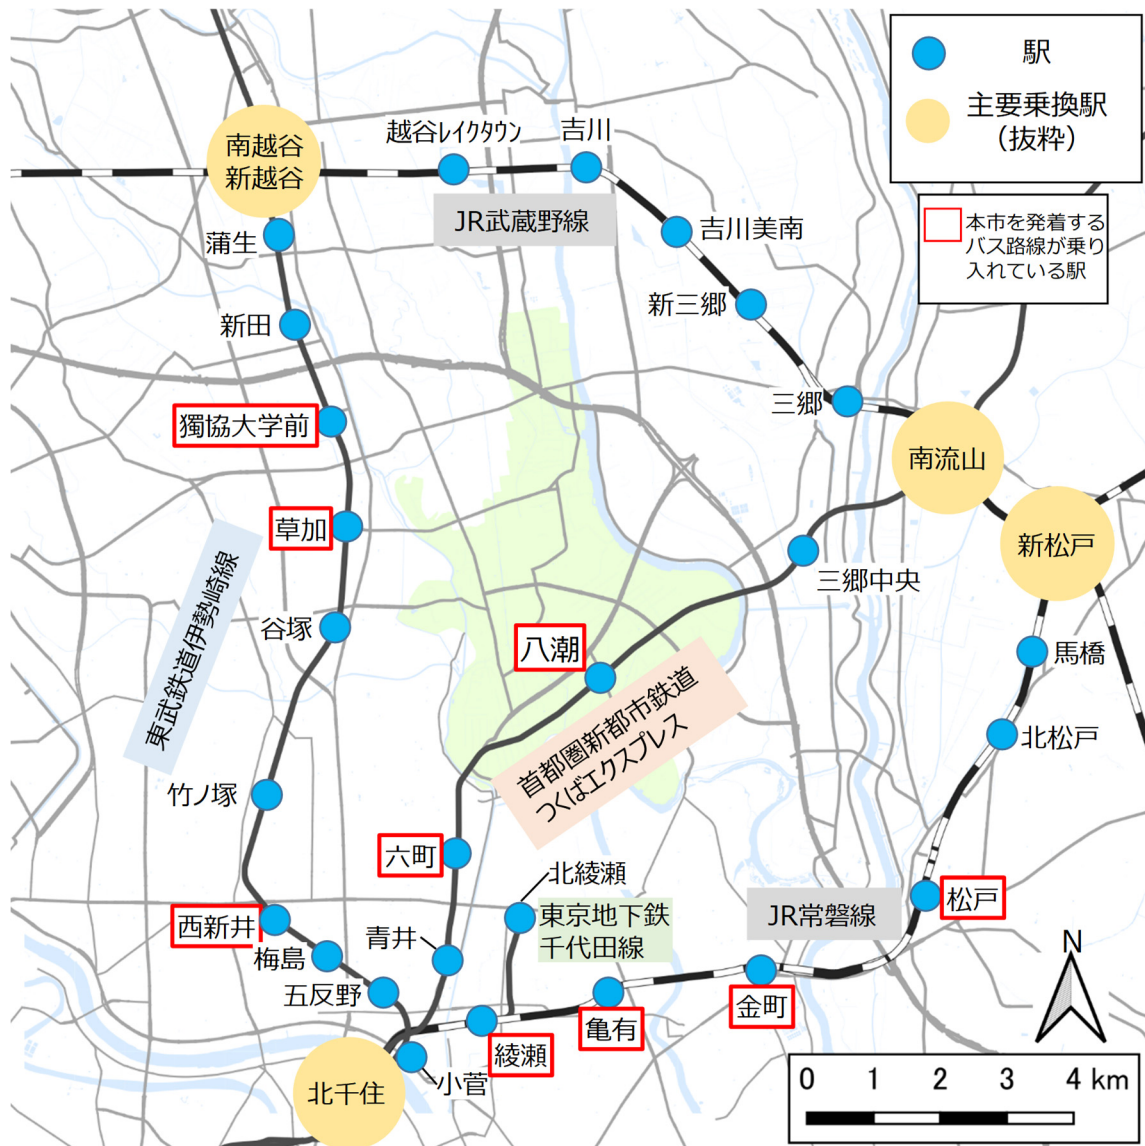 駅
主要乗換駅
（抜粋）
本市を発着する
バス路線が乗り
入れている駅
南越谷
新越谷
越谷レイクタウン
吉川
JR武蔵野線
蒲生
吉川美南
新田
新三郷
三郷
獨協大学前
南流山
草加
新松戸
三郷中央
東武鉄道伊勢崎線
谷塚
八潮
馬橋
首都圏新都市鉄道
つくばエクスプレス
北松戸
竹ノ塚
六町
北綾瀬
東京地下鉄
千代田線
JR常磐線
松戸
西新井
梅島
青井
五反野
金町
亀有
綾瀬
小菅
北千住
N
0 1 2 3 4 km